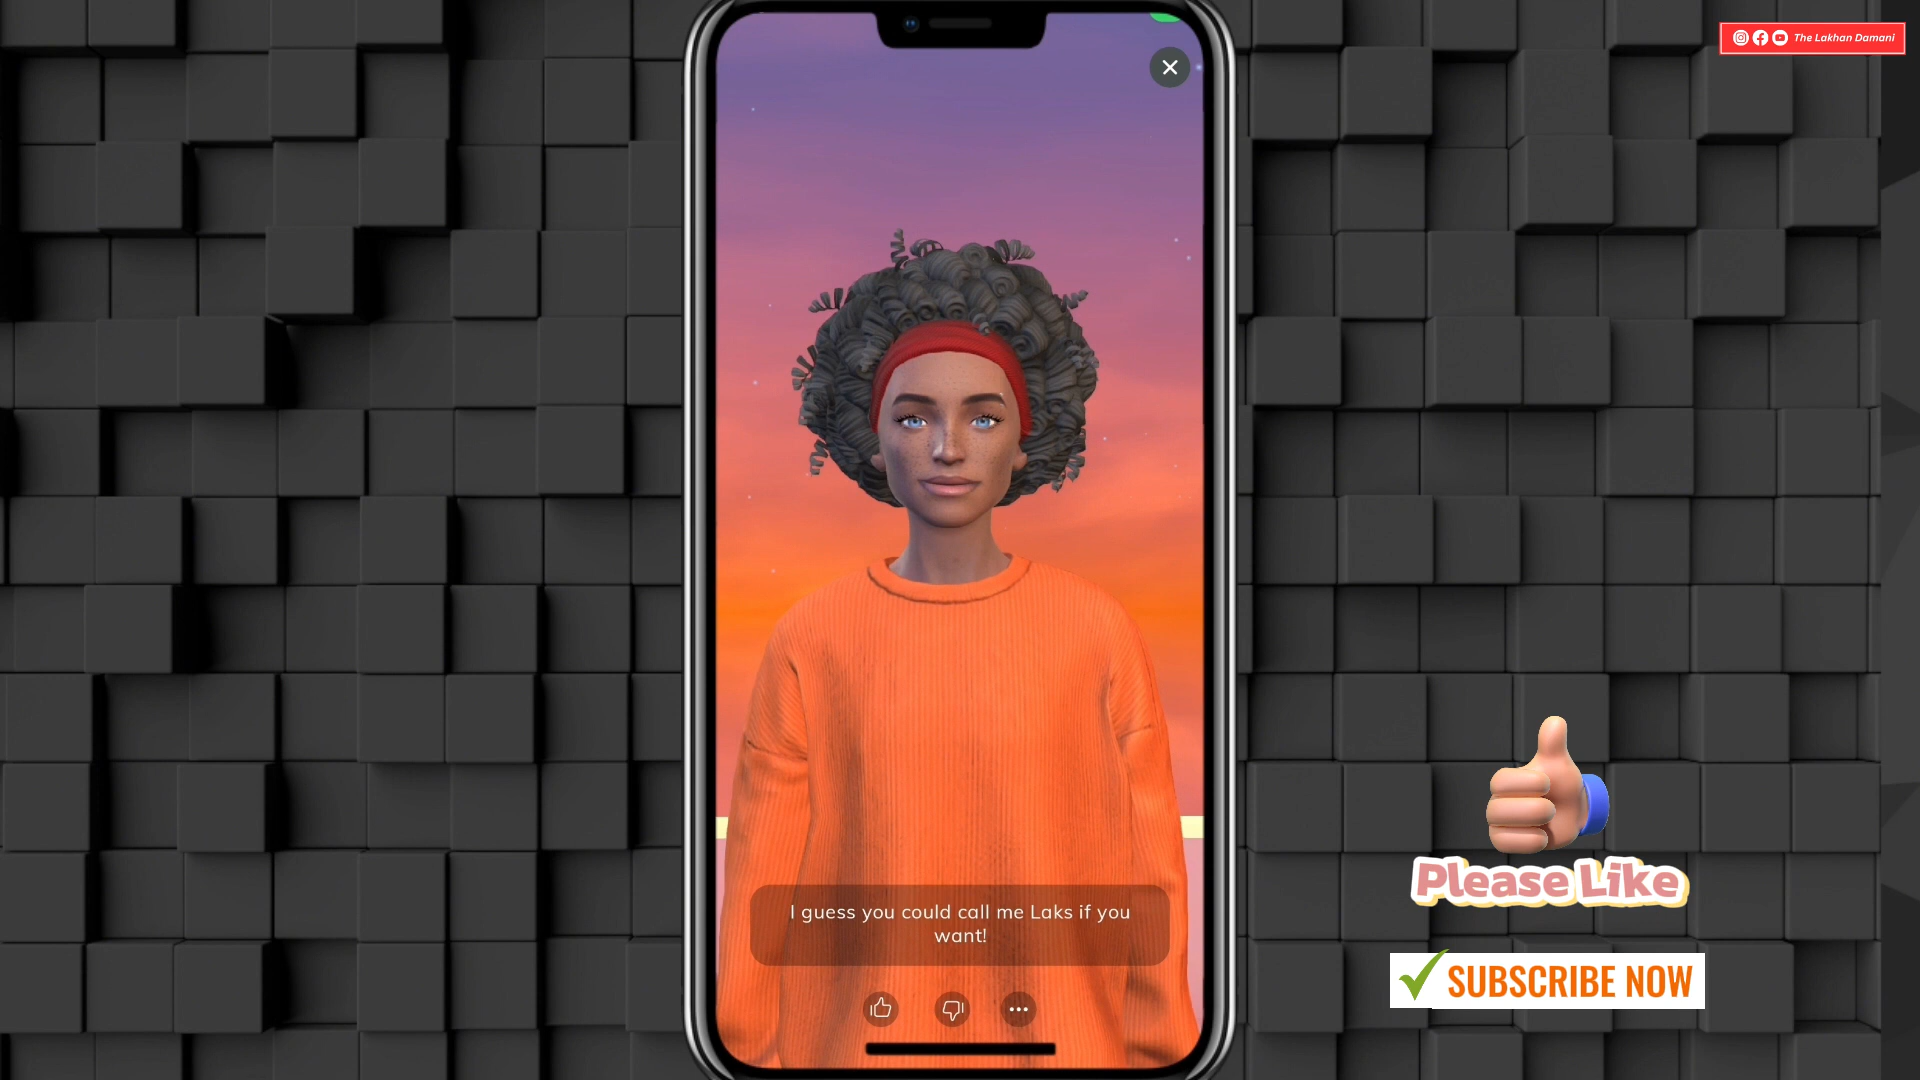 The Lakhan Damani
I guess you could call me Laks if you
want!
Please Like
SUBSCRIBE NOW